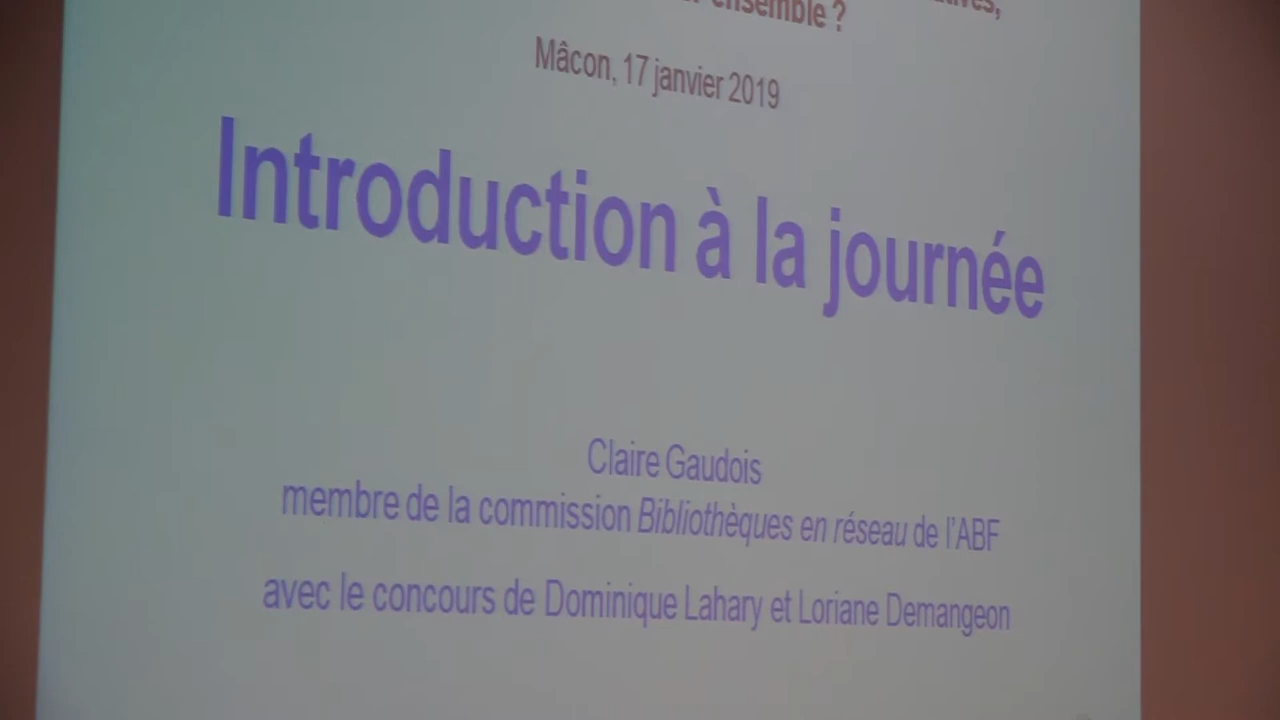 ensemble ?
Mâcon, 17 janvier 2019
Introduction à la journée
Claire Gaudois
membre de la commission Bibliothèques en réseau de l'ABF
avec le concours de Dominique Lahary et Loriane Demangeon